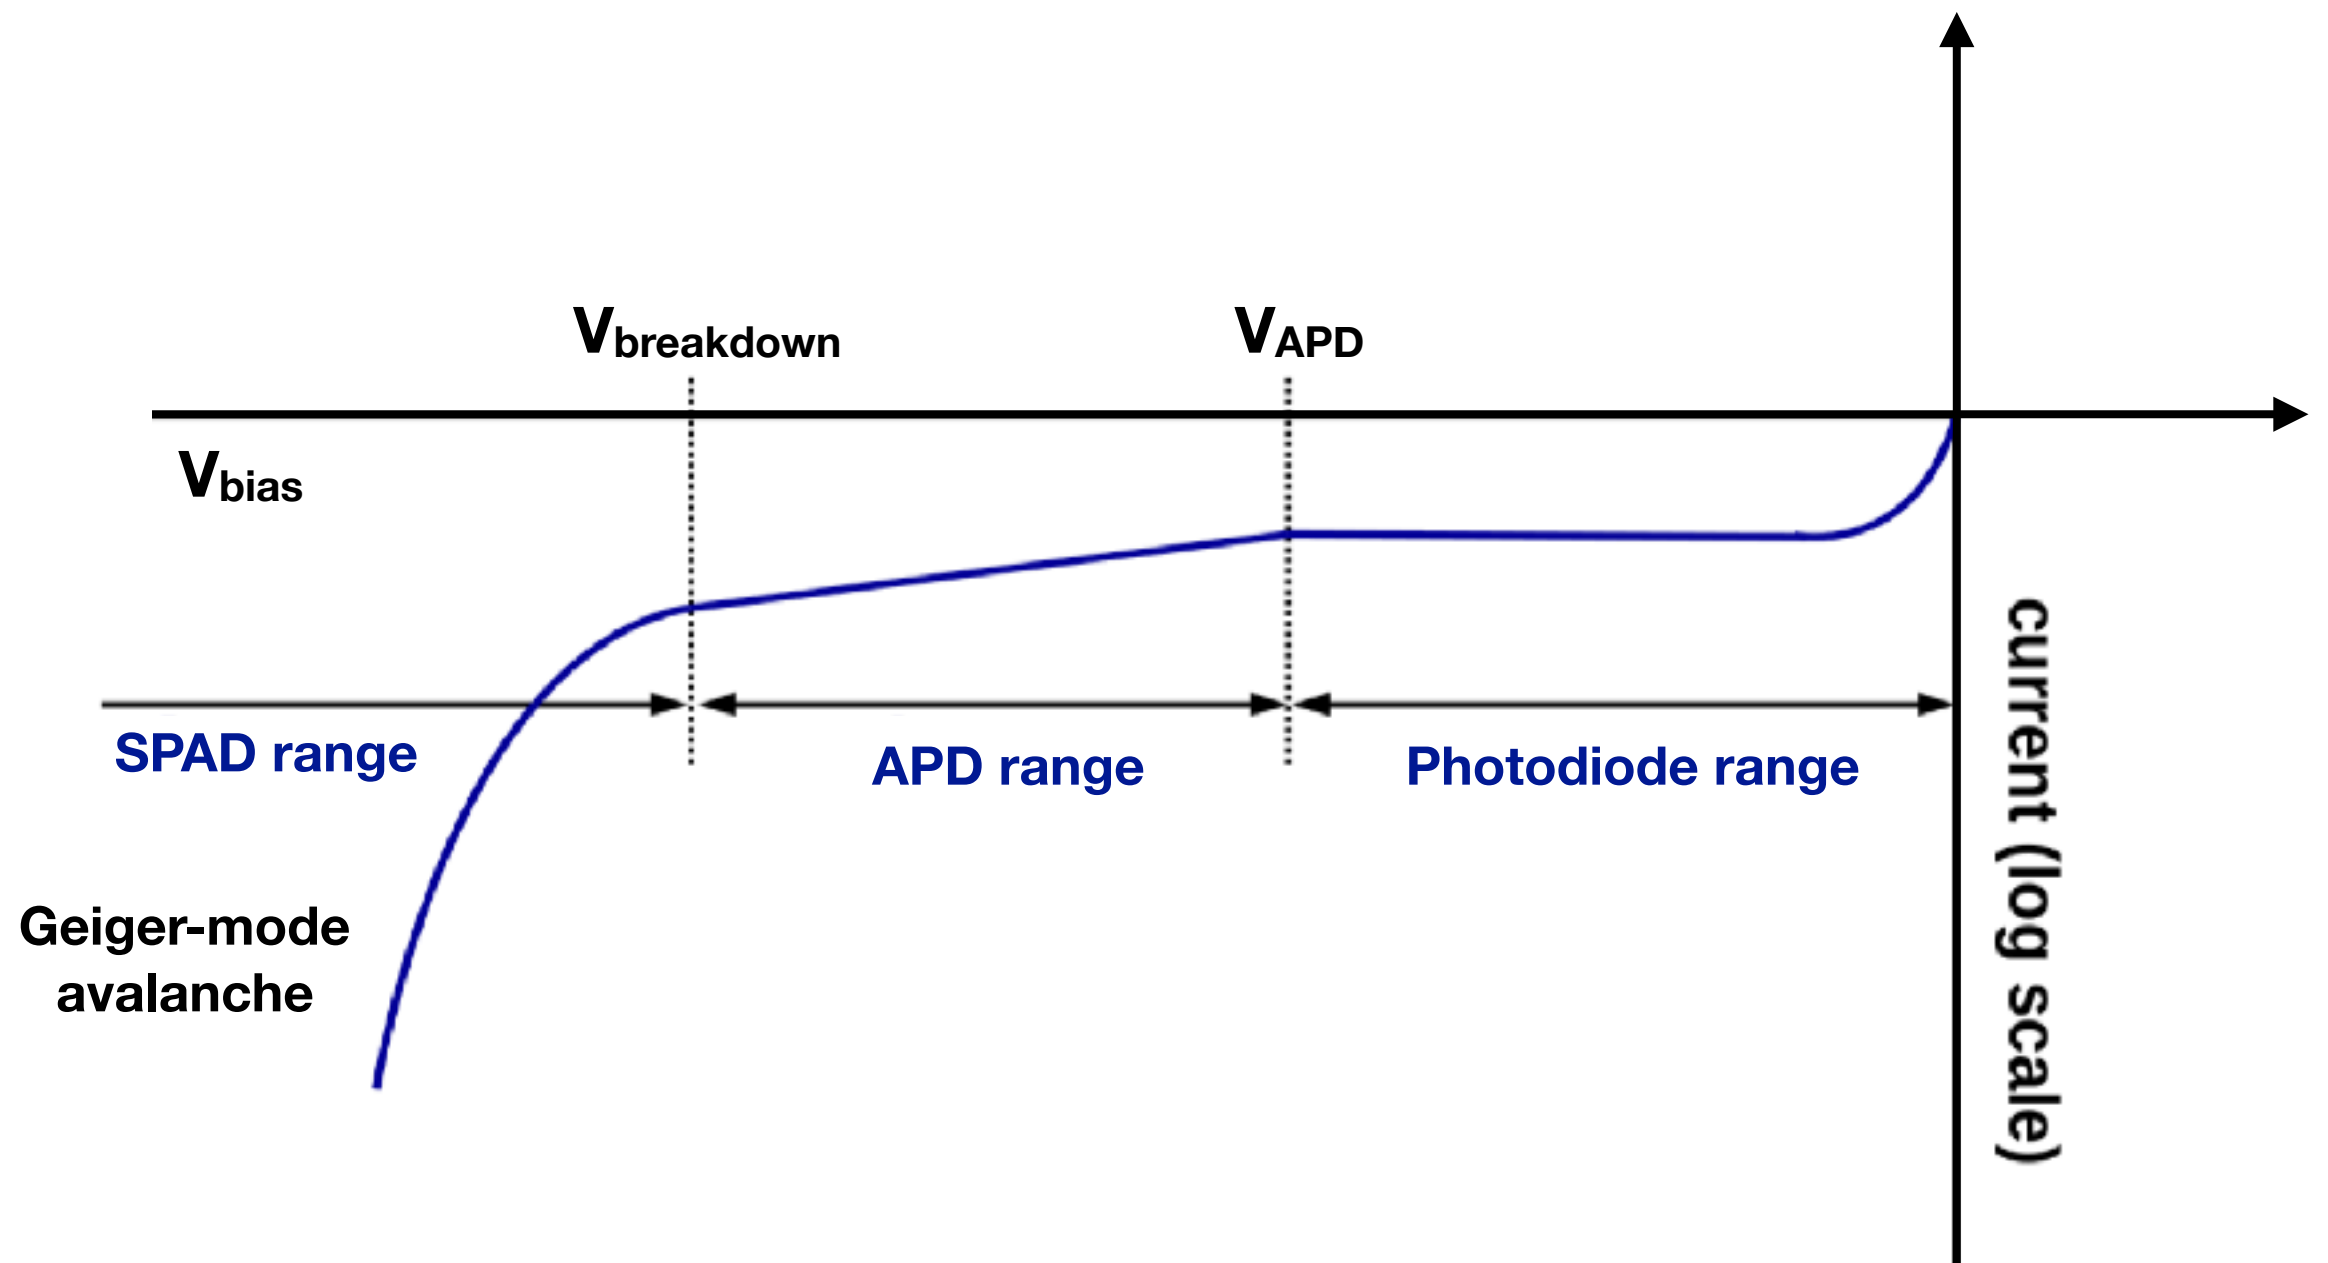 Vbreakdown
VAPD
Vbias
SPAD range
APD range
Photodiode range
Geiger-mode
avalanche
current (log scale)